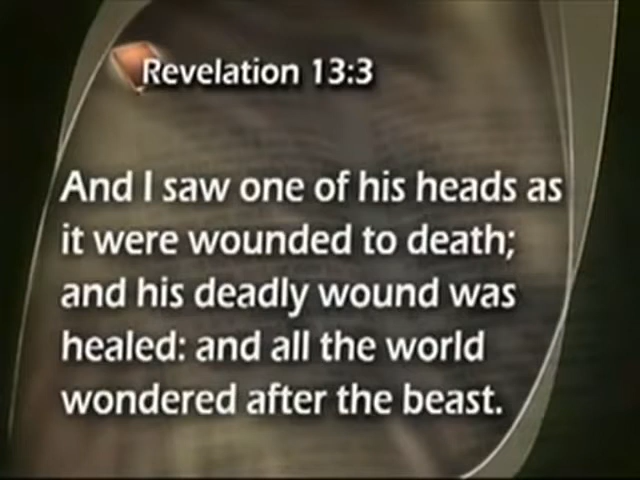 Revelation 13:3
And I saw one of his heads as
it were wounded to death;
and his deadly wound was
healed: and all the world
wondered after the beast.